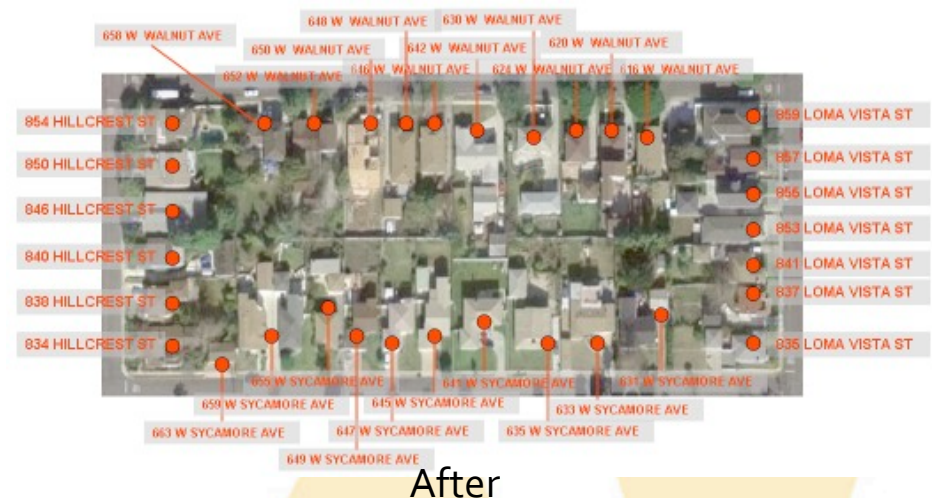 648 W WALNUT AVE
630 W WALNUT AVE
658 W WALNUT AVE
650 W WALNUT AVE
642 W WALNUT AVE
620 W WALNUT AVE
652 W WALNUT AVE
646 W WALNUT AVE
624 W WALNUT AVE
616 W WALNUT AVE
854 HILLCREST ST
859 LOMA VISTA ST
850 HILLCREST ST
857 LOMA VISTA ST
846 HILLCREST ST
855 LOMA VISTA ST
853 LOMA VISTA ST
840 HILLCREST ST
841 LOMA VISTA ST
838 HILLCREST ST
837 LOMA VISTA ST
834 HILLCREST ST
835 LOMA VISTA ST
655 W SYCAMORE AVE
641 W SYCAMORE AVE
631 W SYCAMORE AVE
659 W SYCAMORE AVE
645 W SYCAMORE AVE
633 W SYCAMORE AVE
663 W SYCAMORE AVE
647 W SYCAMORE AVE
635 W SYCAMORE AVE
649 W SYCAMORE AVE
After